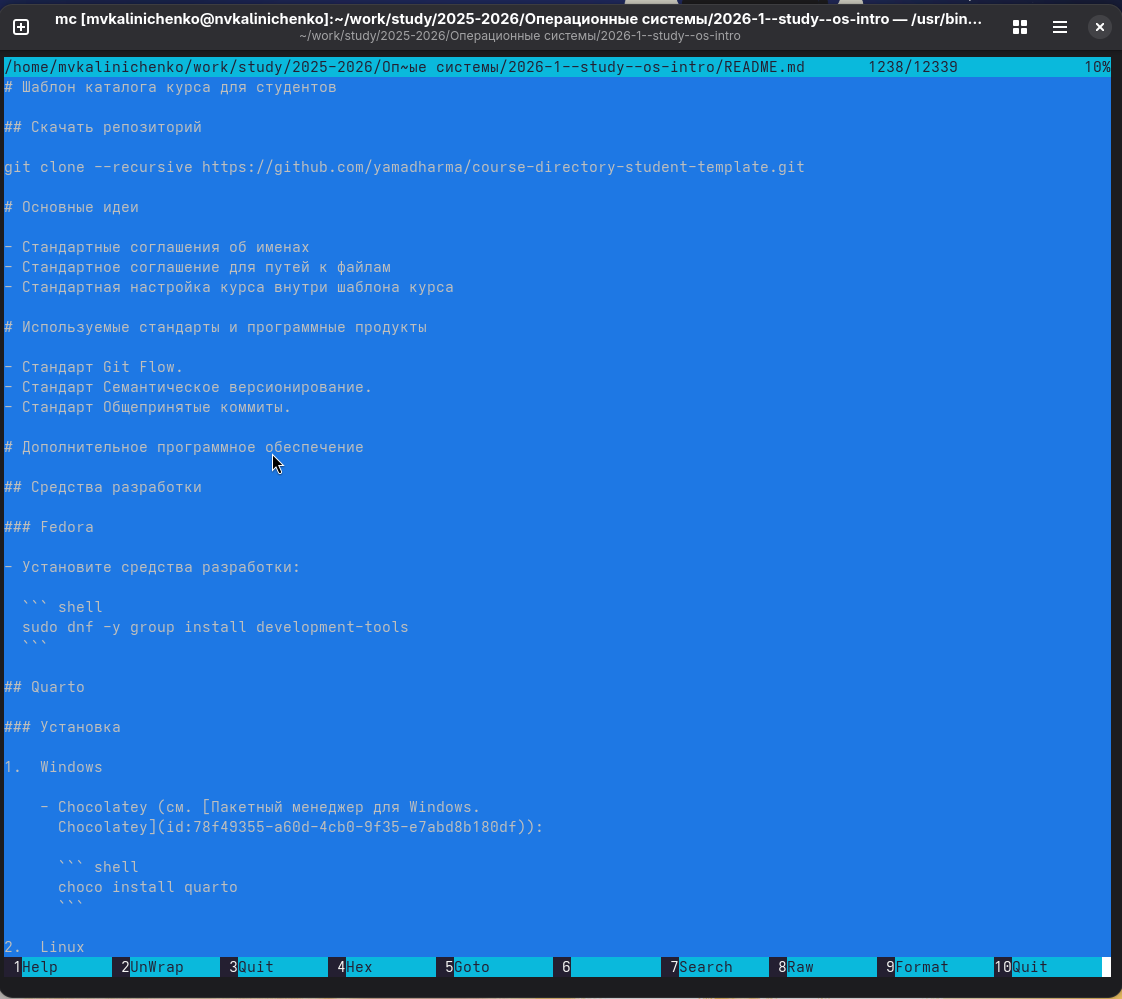 mc [mvkalinichenko@nvkalinichenko]:~/work/study/2025-2026/Операционные системы/2026-1--study--os-intro — /usr/bin...
~/work/study/2025-2026/Операционные системы/2026-1--study--os-intro
/home/mvkalinichenko/work/study/2025-2026/Оп~ые системы/2026-1--study--os-intro/README.md 1238/12339 10%
# Шаблон каталога курса для студентов
## Скачать репозиторий
git clone --recursive https://github.com/yamadharma/course-directory-student-template.git
# Основные идеи
- Стандартные соглашения об именах
- Стандартное соглашение для путей к файлам
- Стандартная настройка курса внутри шаблона курса
# Используемые стандарты и программные продукты
- Стандарт Git Flow.
- Стандарт Семантическое версионирование.
- Стандарт Общепринятые коммиты.
# Дополнительное программное обеспечение
## Средства разработки
### Fedora
- Установите средства разработки:
``` shell
sudo dnf -y group install development-tools
```
## Quarto
### Установка
1. Windows
- Chocolatey (см. [Пакетный менеджер для Windows.
Chocolatey](id:78f49355-a60d-4cb0-9f35-e7abd8b180df)):
``` shell
choco install quarto
```
2. Linux
1Help 2UnWrap 3Quit 4Hex 5Goto 6 7Search 8Raw 9Format 10Quit